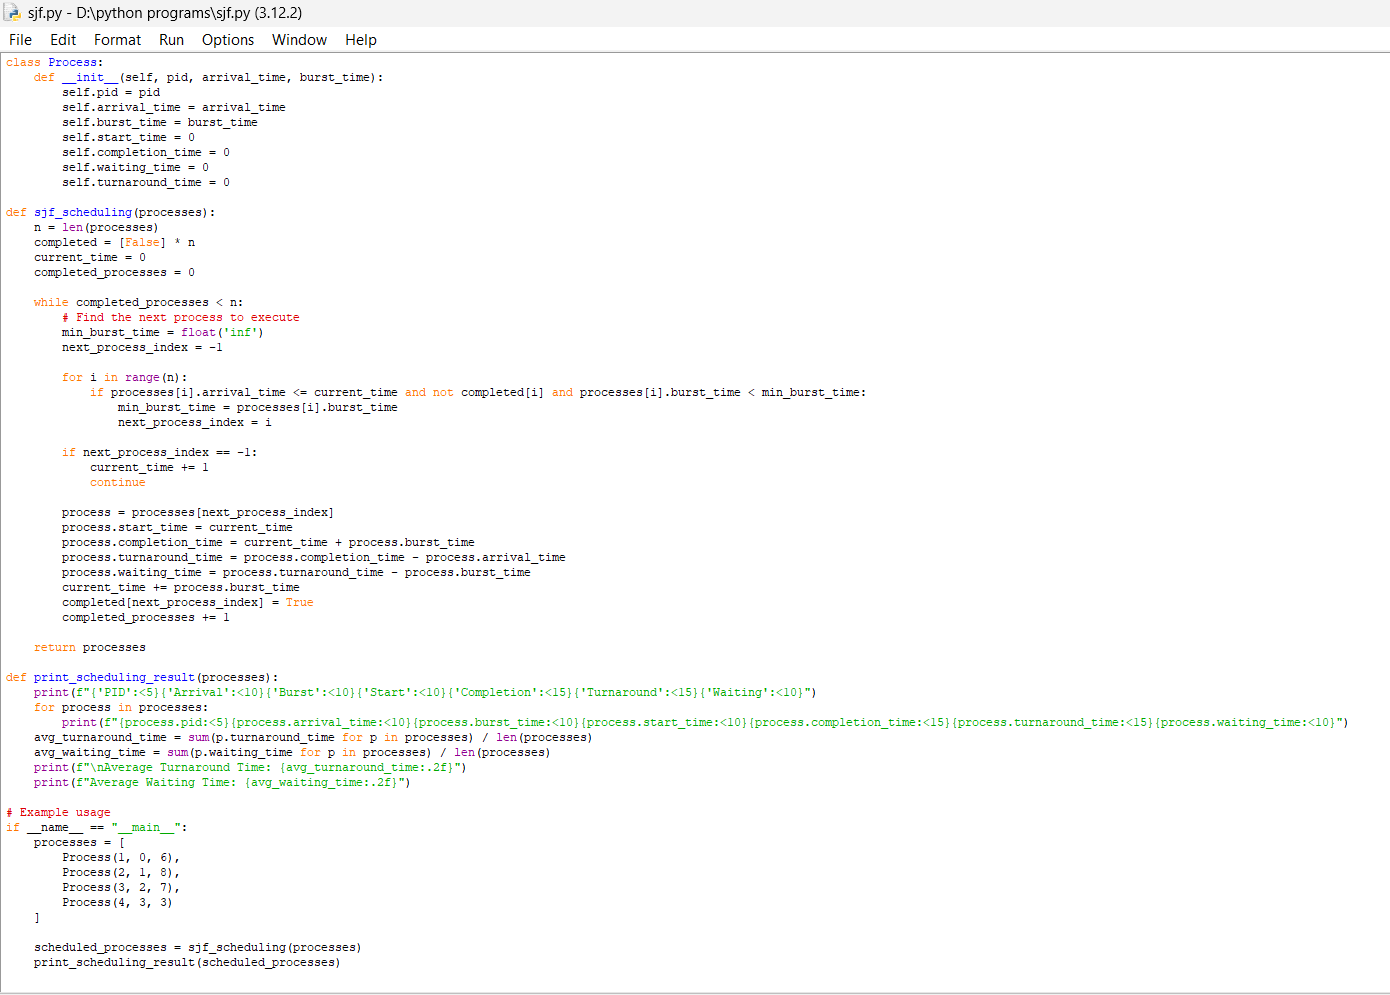 sjf.py - D:\python programs\sjf.py (3.12.2)
File Edit Format Run Options Window Help
class Process:
    def __init__(self, pid, arrival_time, burst_time):
        self.pid = pid
        self.arrival_time = arrival_time
        self.burst_time = burst_time
        self.start_time = 0
        self.completion_time = 0
        self.waiting_time = 0
        self.turnaround_time = 0

def sjf_scheduling(processes):
    n = len(processes)
    completed = [False] * n
    current_time = 0
    completed_processes = 0

    while completed_processes < n:
        # Find the next process to execute
        min_burst_time = float('inf')
        next_process_index = -1

        for i in range(n):
            if processes[i].arrival_time <= current_time and not completed[i] and processes[i].burst_time < min_burst_time:
                min_burst_time = processes[i].burst_time
                next_process_index = i

        if next_process_index == -1:
            current_time += 1
            continue

        process = processes[next_process_index]
        process.start_time = current_time
        process.completion_time = current_time + process.burst_time
        process.turnaround_time = process.completion_time - process.arrival_time
        process.waiting_time = process.turnaround_time - process.burst_time
        current_time += process.burst_time
        completed[next_process_index] = True
        completed_processes += 1

    return processes

def print_scheduling_result(processes):
    print(f"{'PID':<5}{'Arrival':<10}{'Burst':<10}{'Start':<10}{'Completion':<15}{'Turnaround':<15}{'Waiting':<10}")
    for process in processes:
        print(f"{process.pid:<5}{process.arrival_time:<10}{process.burst_time:<10}{process.start_time:<10}{process.completion_time:<15}{process.turnaround_time:<15}{process.waiting_time:<10}")
    avg_turnaround_time = sum(p.turnaround_time for p in processes) / len(processes)
    avg_waiting_time = sum(p.waiting_time for p in processes) / len(processes)
    print(f"\nAverage Turnaround Time: {avg_turnaround_time:.2f}")
    print(f"Average Waiting Time: {avg_waiting_time:.2f}")

# Example usage
if __name__ == "__main__":
    processes = [
        Process(1, 0, 6),
        Process(2, 1, 8),
        Process(3, 2, 7),
        Process(4, 3, 3)
    ]

    scheduled_processes = sjf_scheduling(processes)
    print_scheduling_result(scheduled_processes)